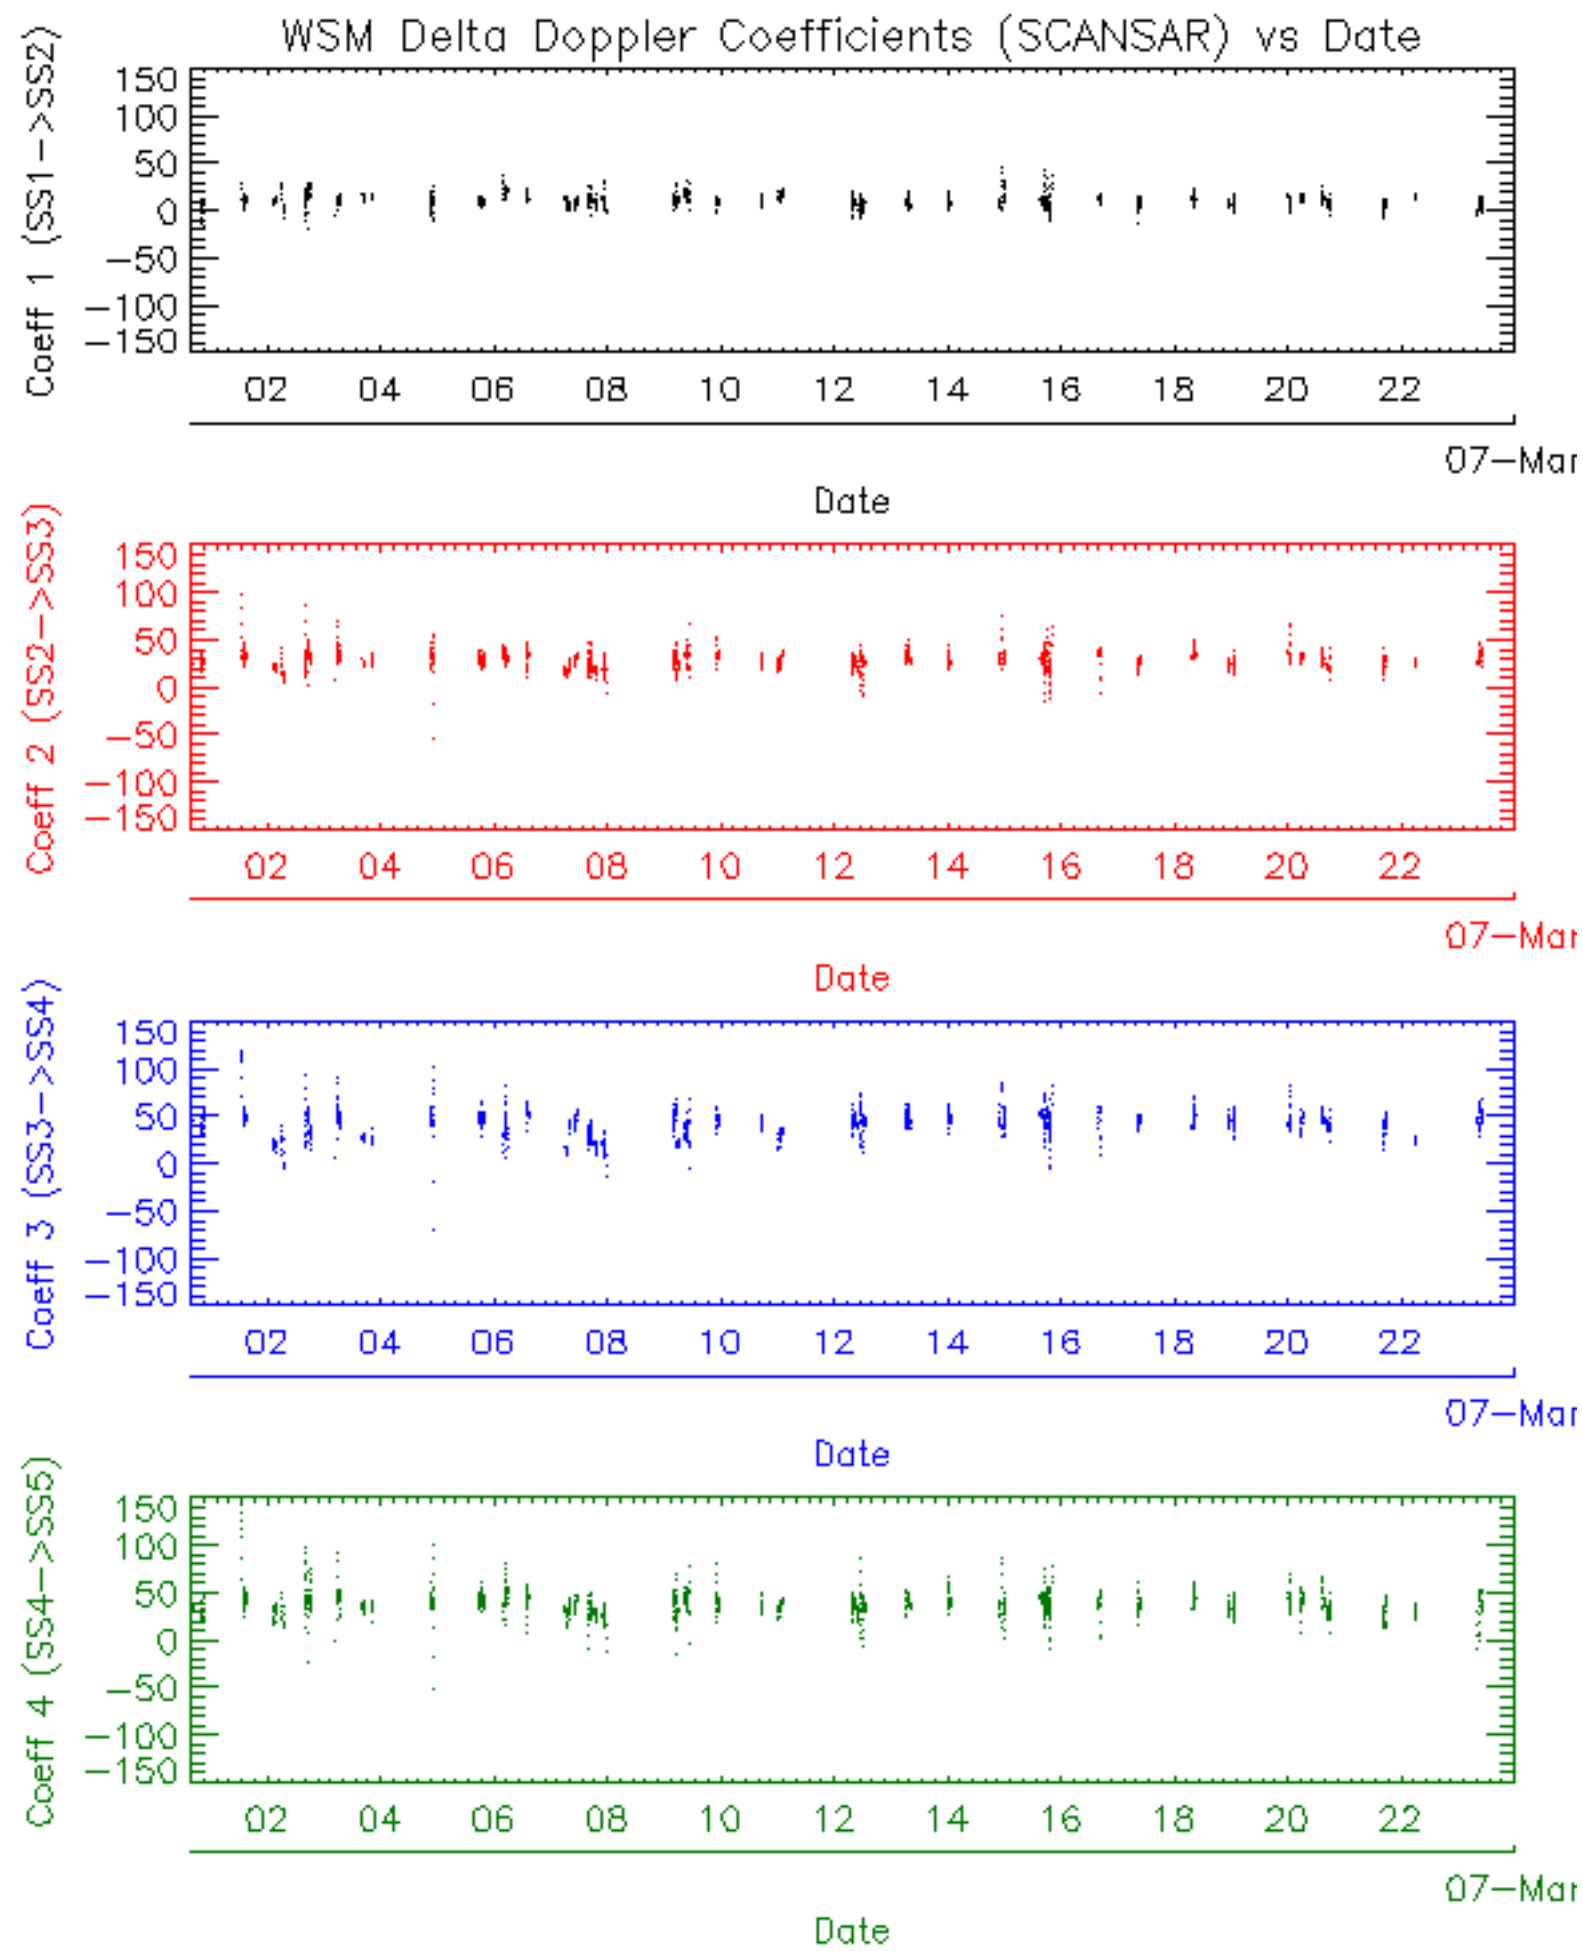 WSM Delta Doppler Coefficients (SCANSAR) vs Date
Coeff 1 (SS1->SS2)
150
100
50
0
-50
-100
-150
02 04 06 08 10 12 14 16 18 20 22
07-Mar
Date
Coeff 2 (SS2->SS3)
150
100
50
0
-50
-100
-150
02 04 06 08 10 12 14 16 18 20 22
07-Mar
Date
Coeff 3 (SS3->SS4)
150
100
50
0
-50
-100
-150
02 04 06 08 10 12 14 16 18 20 22
07-Mar
Date
Coeff 4 (SS4->SS5)
150
100
50
0
-50
-100
-150
02 04 06 08 10 12 14 16 18 20 22
07-Mar
Date